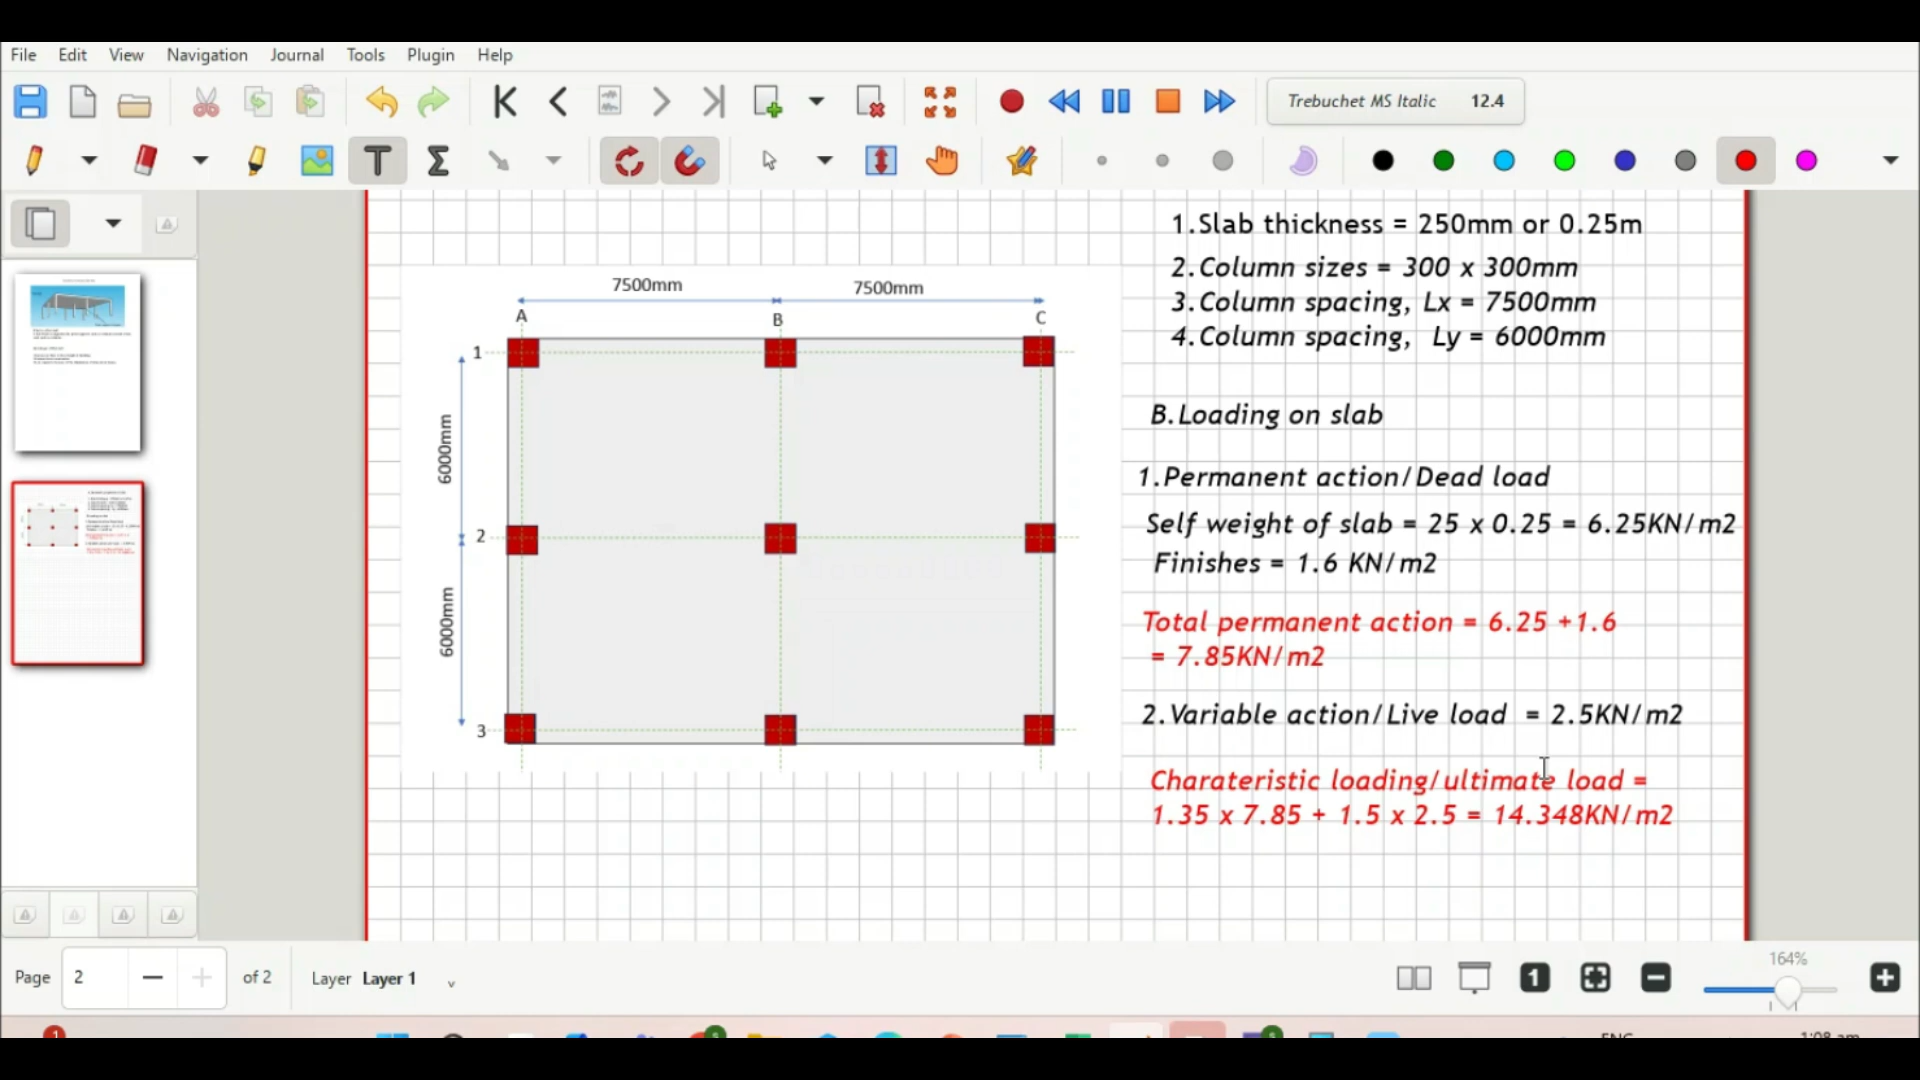 File Edit View Navigation Journal Tools Plugin Help
Trebuchet MS Italic 12.4
1.Slab thickness = 250mm or 0.25m
2.Column sizes = 300 x 300mm
3.Column spacing, Lx = 7500mm
4.Column spacing, Ly = 6000mm
7500mm 7500mm
A B C
1
6000mm
2
6000mm
3
B.Loading on slab
1.Permanent action/Dead load
Self weight of slab = 25 x 0.25 = 6.25KN/m2
Finishes = 1.6 KN/m2
Total permanent action = 6.25 +1.6
= 7.85KN/m2
2.Variable action/Live load = 2.5KN/m2
Charateristic loading/ultimate load =
1.35 x 7.85 + 1.5 x 2.5 = 14.348KN/m2
Page 2 of 2 Layer Layer 1
164%